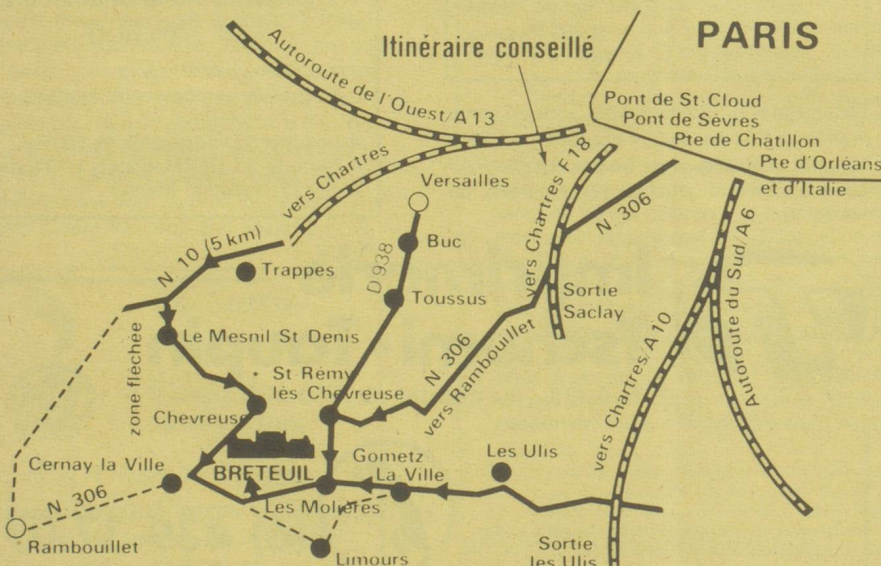 PARIS
Itinéraire conseillé
Autoroute de l'Ouest/A13
Pont de St-Cloud
Pont de Sèvres
Pte de Châtillon
Pte d'Orléans
et d'Italie
vers Chartres
Versailles
vers Chartres F18
N 306
N 10 (5 km)
Trappes
Buc
D938
Toussus
Sortie
Saclay
Autoroute du Sud/A6
Le Mesnil St Denis
zone fléchée
St Rémy
lès Chevreuse
N 306
vers Rambouillet
vers Chartres/A10
Chevreuse
Cernay la Ville
BRETEUIL
Gometz
La Ville
Les Ulis
N 306
Les Molières
Rambouillet
Limours
Sortie
les Ulis